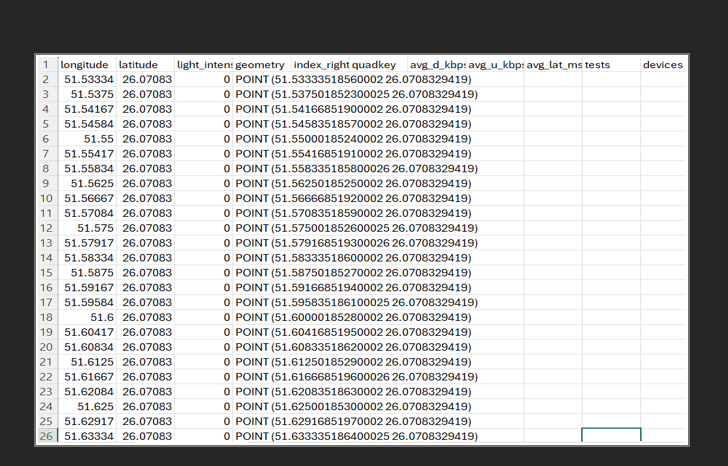 1 longitude latitude light_intens geometry index_right quadkey avg_d_kbps avg_u_kbps avg_lat_ms tests devices
2 51.53334 26.07083 0 POINT (51.53333518560002 26.0708329419)
3 51.5375 26.07083 0 POINT (51.537501852300025 26.0708329419)
4 51.54167 26.07083 0 POINT (51.54166851900002 26.0708329419)
5 51.54584 26.07083 0 POINT (51.54583518570002 26.0708329419)
6 51.55 26.07083 0 POINT (51.55000185240002 26.0708329419)
7 51.55417 26.07083 0 POINT (51.55416851910002 26.0708329419)
8 51.55834 26.07083 0 POINT (51.558335185800026 26.0708329419)
9 51.5625 26.07083 0 POINT (51.56250185250002 26.0708329419)
10 51.56667 26.07083 0 POINT (51.56666851920002 26.0708329419)
11 51.57084 26.07083 0 POINT (51.57083518590002 26.0708329419)
12 51.575 26.07083 0 POINT (51.575001852600025 26.0708329419)
13 51.57917 26.07083 0 POINT (51.579168519300026 26.0708329419)
14 51.58334 26.07083 0 POINT (51.58333518600002 26.0708329419)
15 51.5875 26.07083 0 POINT (51.58750185270002 26.0708329419)
16 51.59167 26.07083 0 POINT (51.59166851940002 26.0708329419)
17 51.59584 26.07083 0 POINT (51.595835186100025 26.0708329419)
18 51.6 26.07083 0 POINT (51.60000185280002 26.0708329419)
19 51.60417 26.07083 0 POINT (51.60416851950002 26.0708329419)
20 51.60834 26.07083 0 POINT (51.60833518620002 26.0708329419)
21 51.6125 26.07083 0 POINT (51.61250185290002 26.0708329419)
22 51.61667 26.07083 0 POINT (51.616668519600026 26.0708329419)
23 51.62084 26.07083 0 POINT (51.62083518630002 26.0708329419)
24 51.625 26.07083 0 POINT (51.62500185300002 26.0708329419)
25 51.62917 26.07083 0 POINT (51.62916851970002 26.0708329419)
26 51.63334 26.07083 0 POINT (51.633335186400025 26.0708329419)